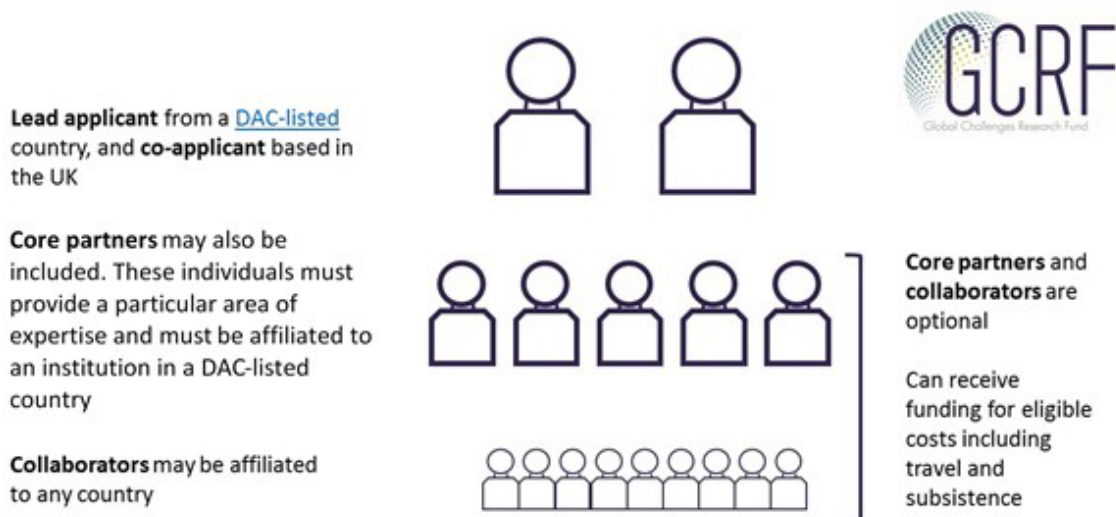 Lead applicant from a DAC-listed
country, and co-applicant based in
the UK
GCRF
Global Challenges Research Fund
Core partners may also be
included. These individuals must
provide a particular area of
expertise and must be affiliated to
an institution in a DAC-listed
country
Collaborators may be affiliated
to any country
Core partners and
collaborators are
optional
Can receive
funding for eligible
costs including
travel and
subsistence